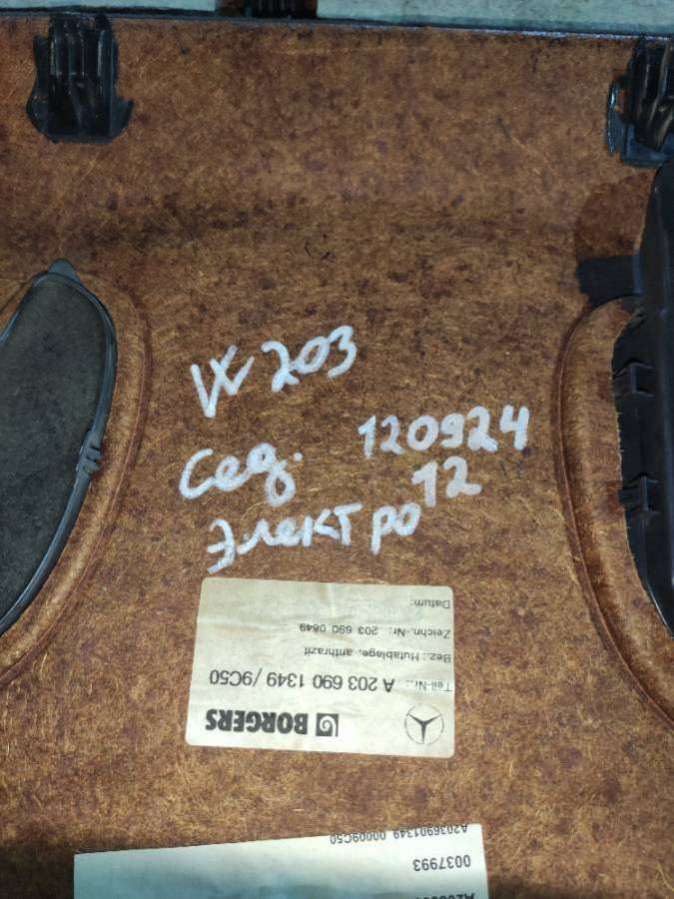 W 203
Сед. 120924
электро 12
BORGERS
Teil-Nr.: A 203 690 1349 /9C50
Bez.: Hutablage, anthrazit
Zeichn.-Nr.: 203 690 0649
Datum:
A2036901349 00009C50
0037993